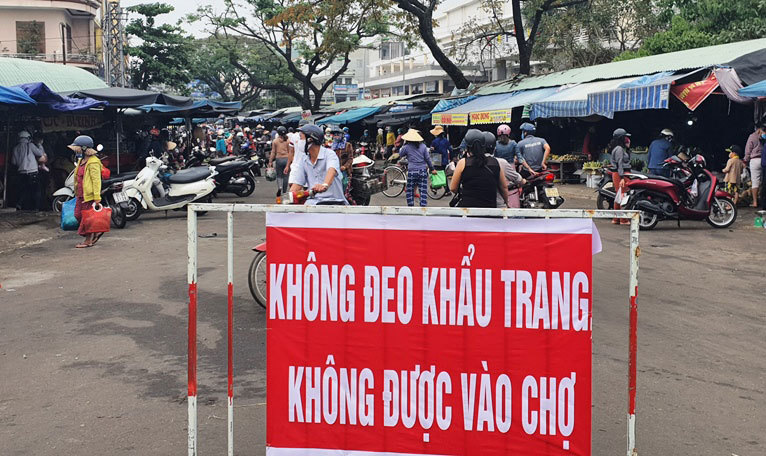 KHÔNG ĐEO KHẨU TRANG
KHÔNG ĐƯỢC VÀO CHỢ